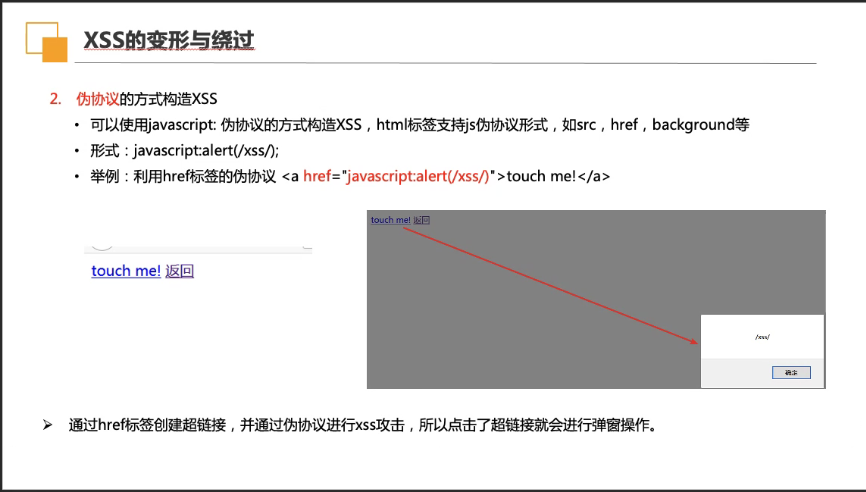 XSS的变形与绕过
2. 伪协议的方式构造XSS
• 可以使用javascript: 伪协议的方式构造XSS，html标签支持js伪协议形式，如src，href，background等
• 形式：javascript:alert(/xss/);
• 举例：利用href标签的伪协议 <a href="javascript:alert(/xss/)">touch me!</a>
touch me! 返回
touch me! 返回
/xss/
确定
➢ 通过href标签创建超链接，并通过伪协议进行xss攻击，所以点击了超链接就会进行弹窗操作。